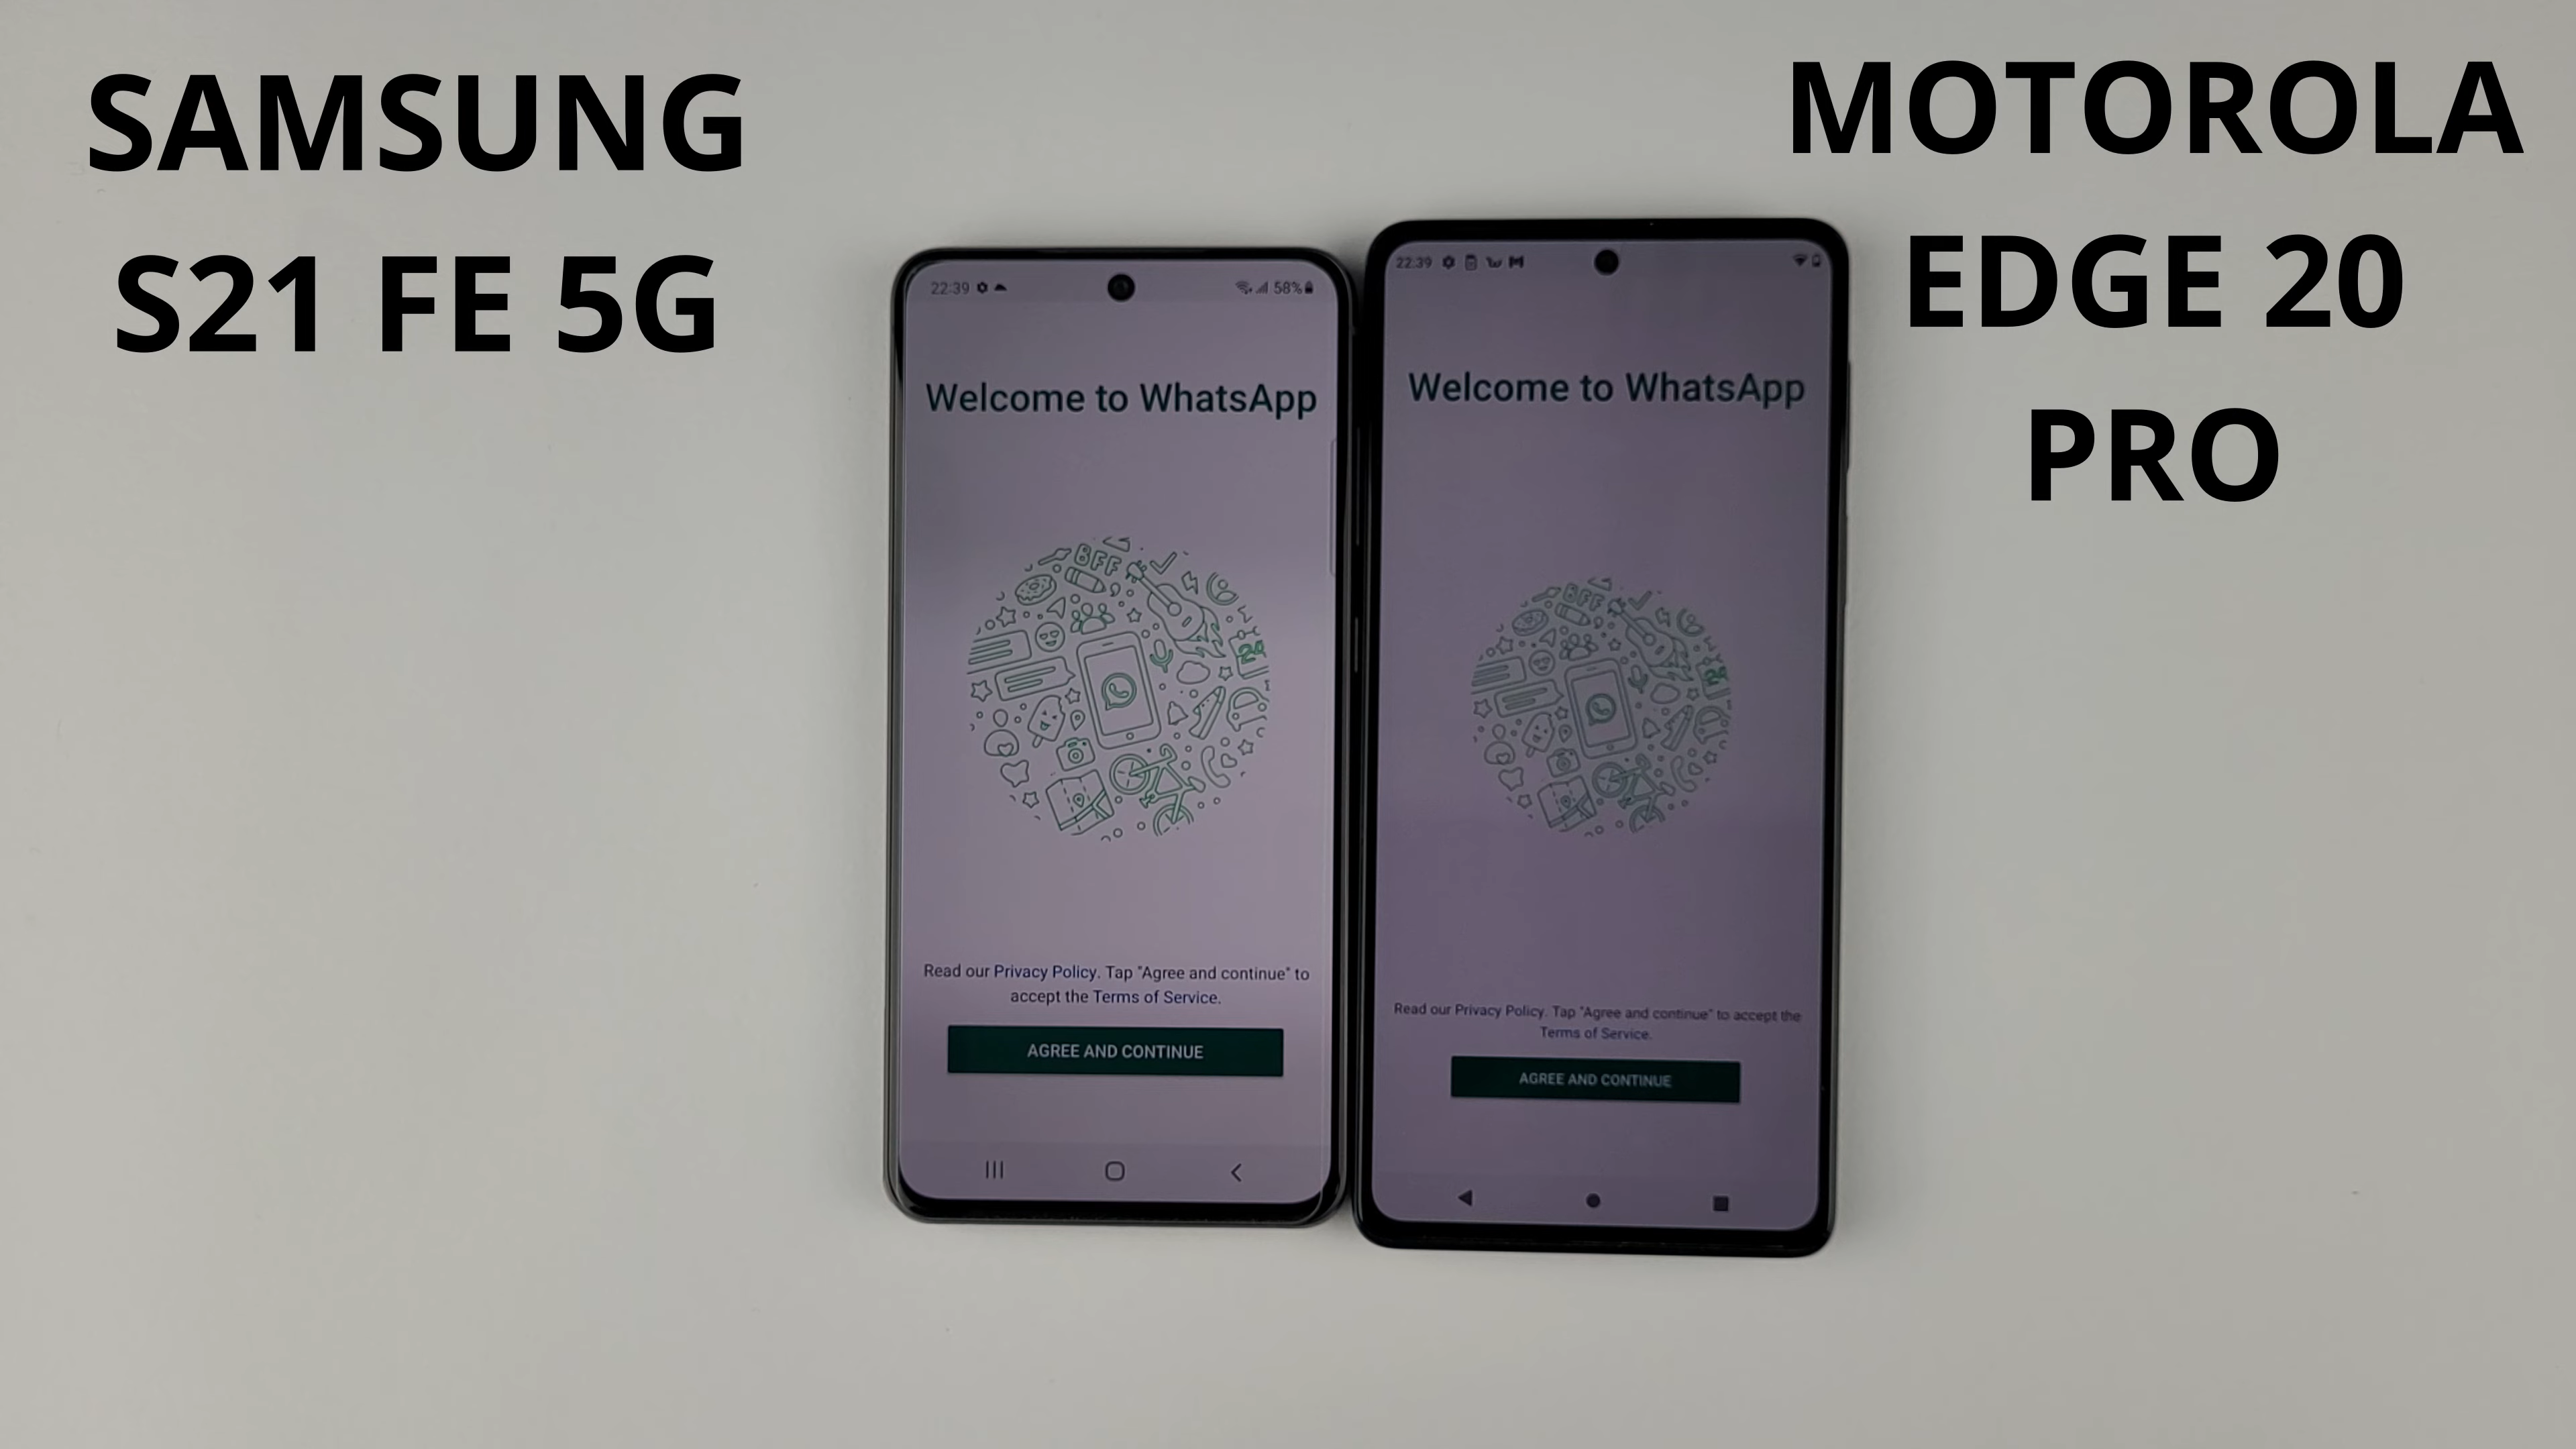 SAMSUNG
S21 FE 5G
MOTOROLA
EDGE 20
PRO
22:39
58%
Welcome to WhatsApp
BFF
Read our Privacy Policy. Tap "Agree and continue" to
accept the Terms of Service.
AGREE AND CONTINUE
22:39
Welcome to WhatsApp
BFF
Read our Privacy Policy. Tap "Agree and continue" to accept the
Terms of Service.
AGREE AND CONTINUE